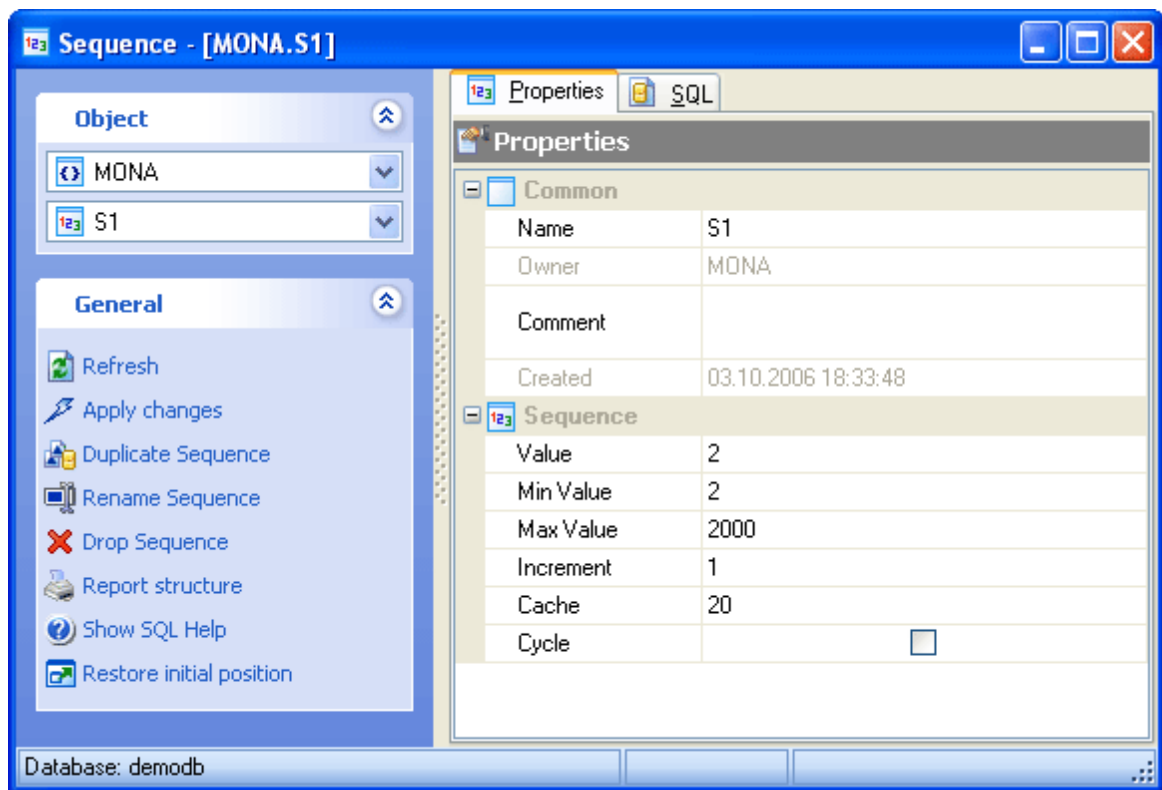 Sequence - [MONA.S1]
Object
MONA
S1
General
Refresh
Apply changes
Duplicate Sequence
Rename Sequence
Drop Sequence
Report structure
Show SQL Help
Restore initial position
Properties SQL
Properties
Common
Name S1
Owner MONA
Comment
Created 03.10.2006 18:33:48
Sequence
Value 2
Min Value 2
Max Value 2000
Increment 1
Cache 20
Cycle
Database: demodb